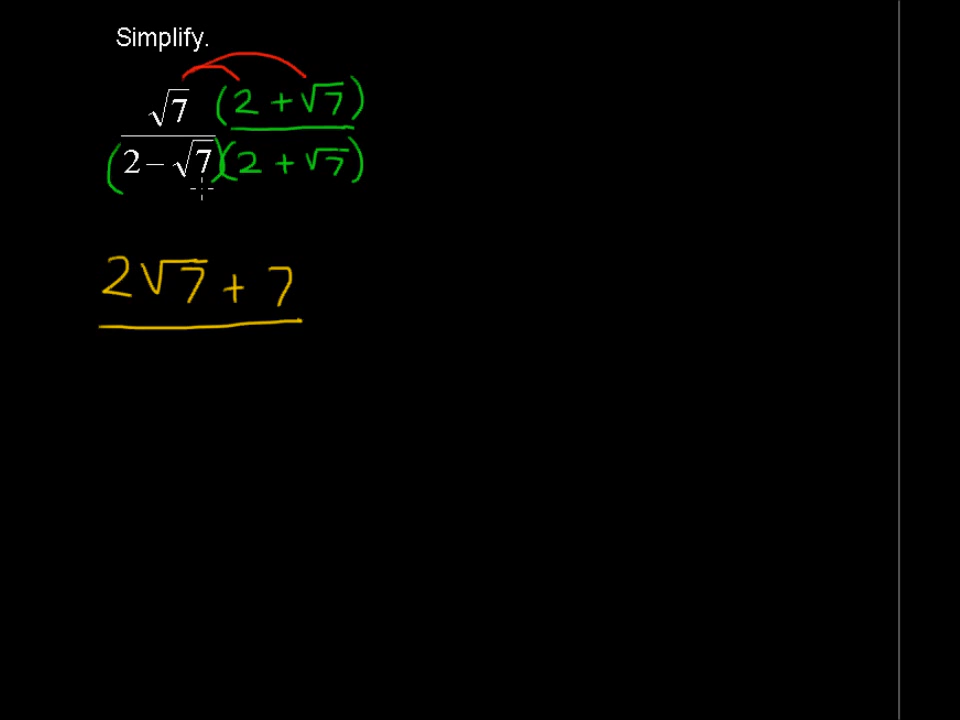 Simplify.
√7 (2 + √7)
(2 − √7)(2 + √7)
2√7 + 7